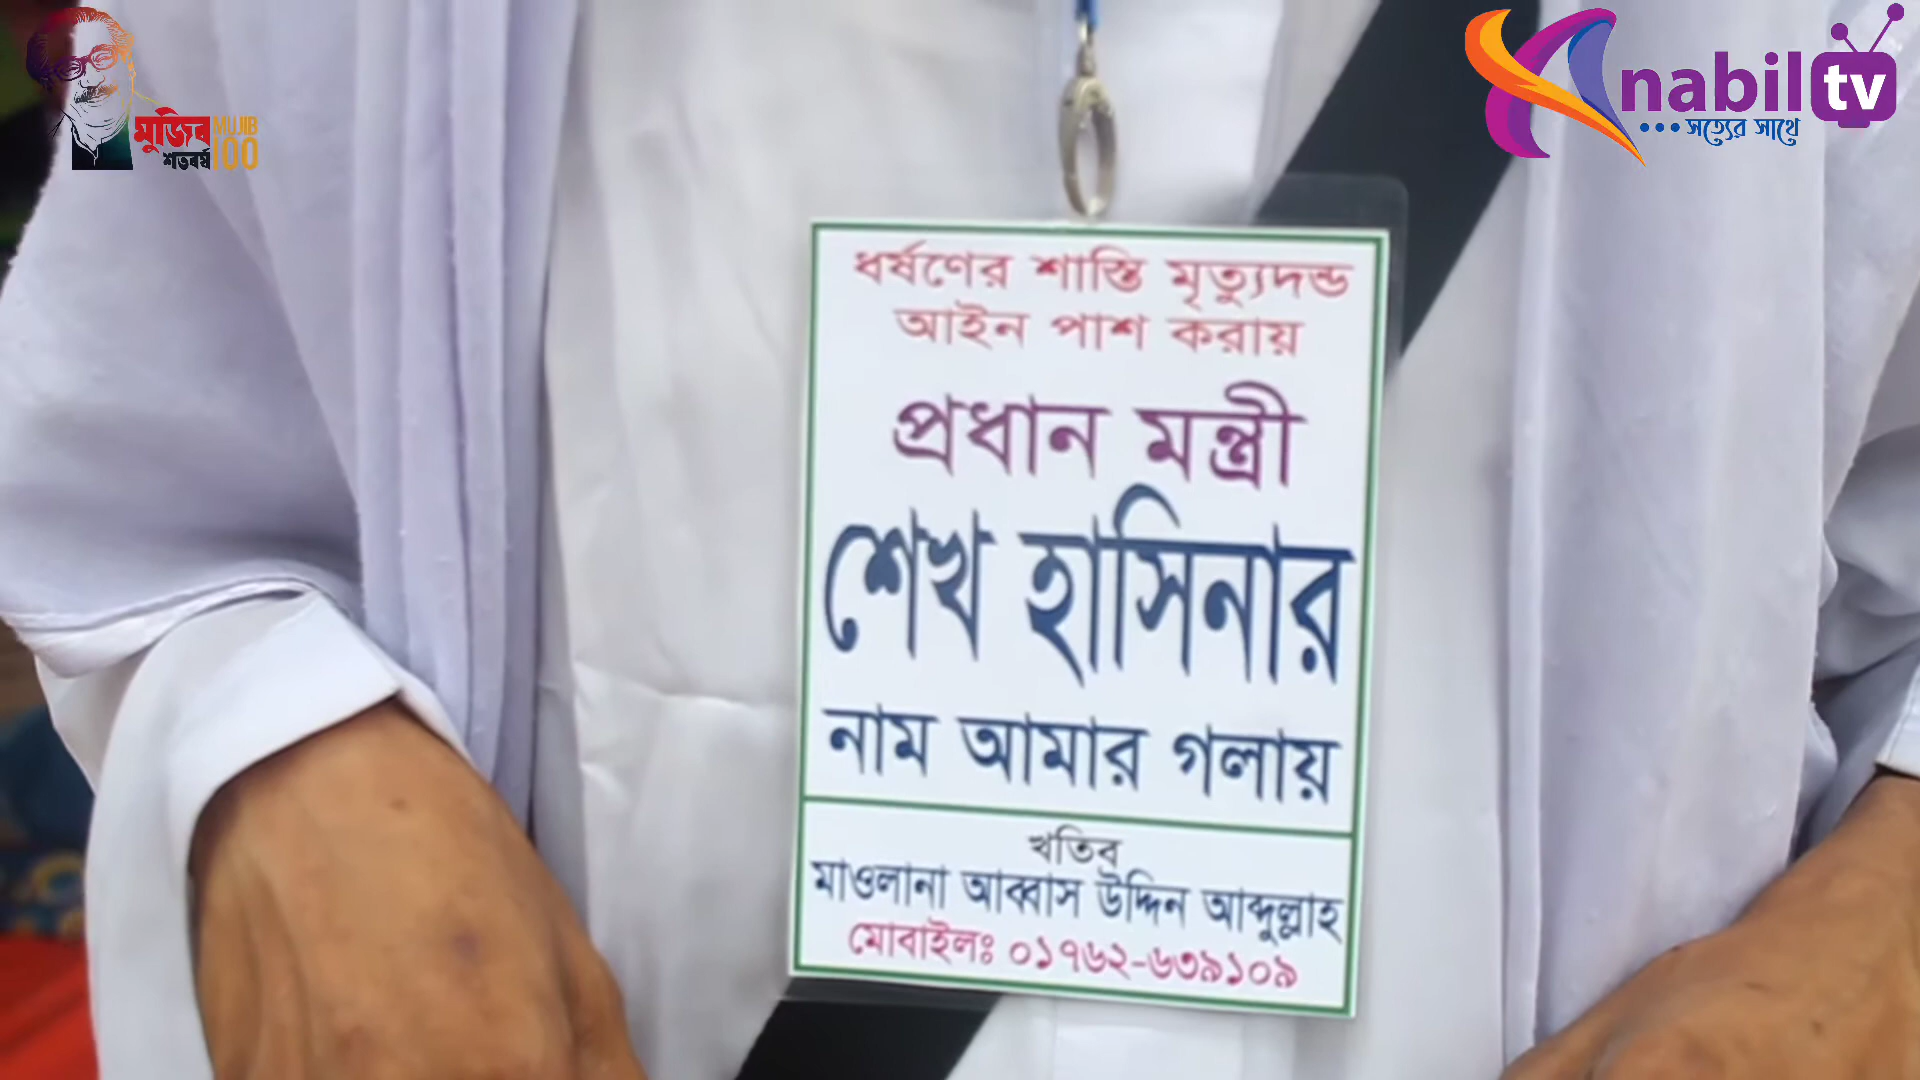 মুজিব
শতবর্ষ
MUJIB
100
nabil tv
সত্যের সাথে
ধর্ষণের শাস্তি মৃত্যুদন্ড
আইন পাশ করায়
প্রধান মন্ত্রী
শেখ হাসিনার
নাম আমার গলায়
খতিব
মাওলানা আব্বাস উদ্দিন আব্দুল্লাহ
মোবাইলঃ ০১৭৬২-৬৩৯১০৯